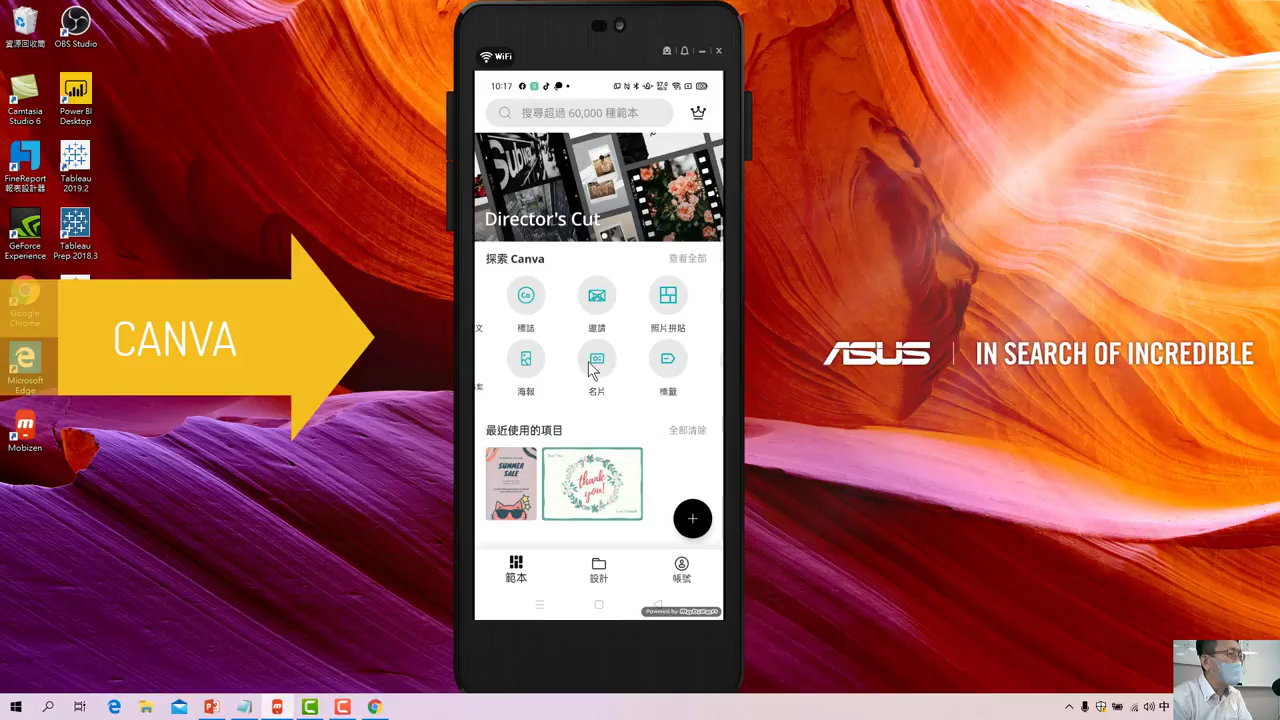 資源回收筒
OBS Studio
Camtasia
Studio 6
Power BI
Desktop
FineReport
報表設計器
Tableau
2019.2
GeForce
Experience
Tableau
Prep 2018.3
Google
Chrome
Microsoft
Edge
Mobizen
CANVA
WiFi
10:17
搜尋超過 60,000 種範本
Director's Cut
探索 Canva
查看全部
Co
文
標誌
邀請
照片拼貼
海報
名片
標籤
最近使用的項目
全部清除
SUMMER
SALE
thank
you!
範本
設計
帳號
Powered by Mobizen
ASUS
IN SEARCH OF INCREDIBLE
中